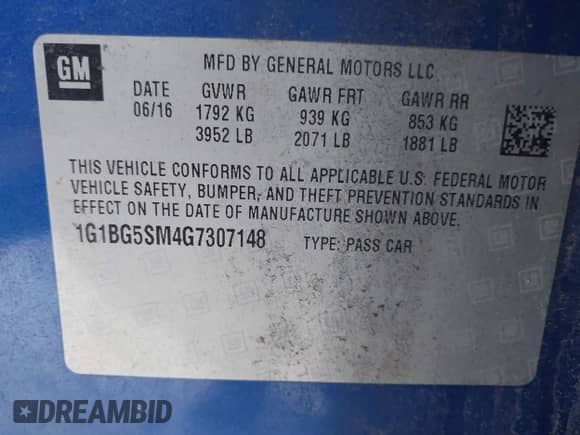 GM
MFD BY GENERAL MOTORS LLC
DATE GVWR GAWR FRT GAWR RR
06/16 1792 KG 939 KG 853 KG
3952 LB 2071 LB 1881 LB
THIS VEHICLE CONFORMS TO ALL APPLICABLE U.S. FEDERAL MOTOR
VEHICLE SAFETY, BUMPER, AND THEFT PREVENTION STANDARDS IN
EFFECT ON THE DATE OF MANUFACTURE SHOWN ABOVE.
1G1BG5SM4G7307148 TYPE: PASS CAR
DREAMBID